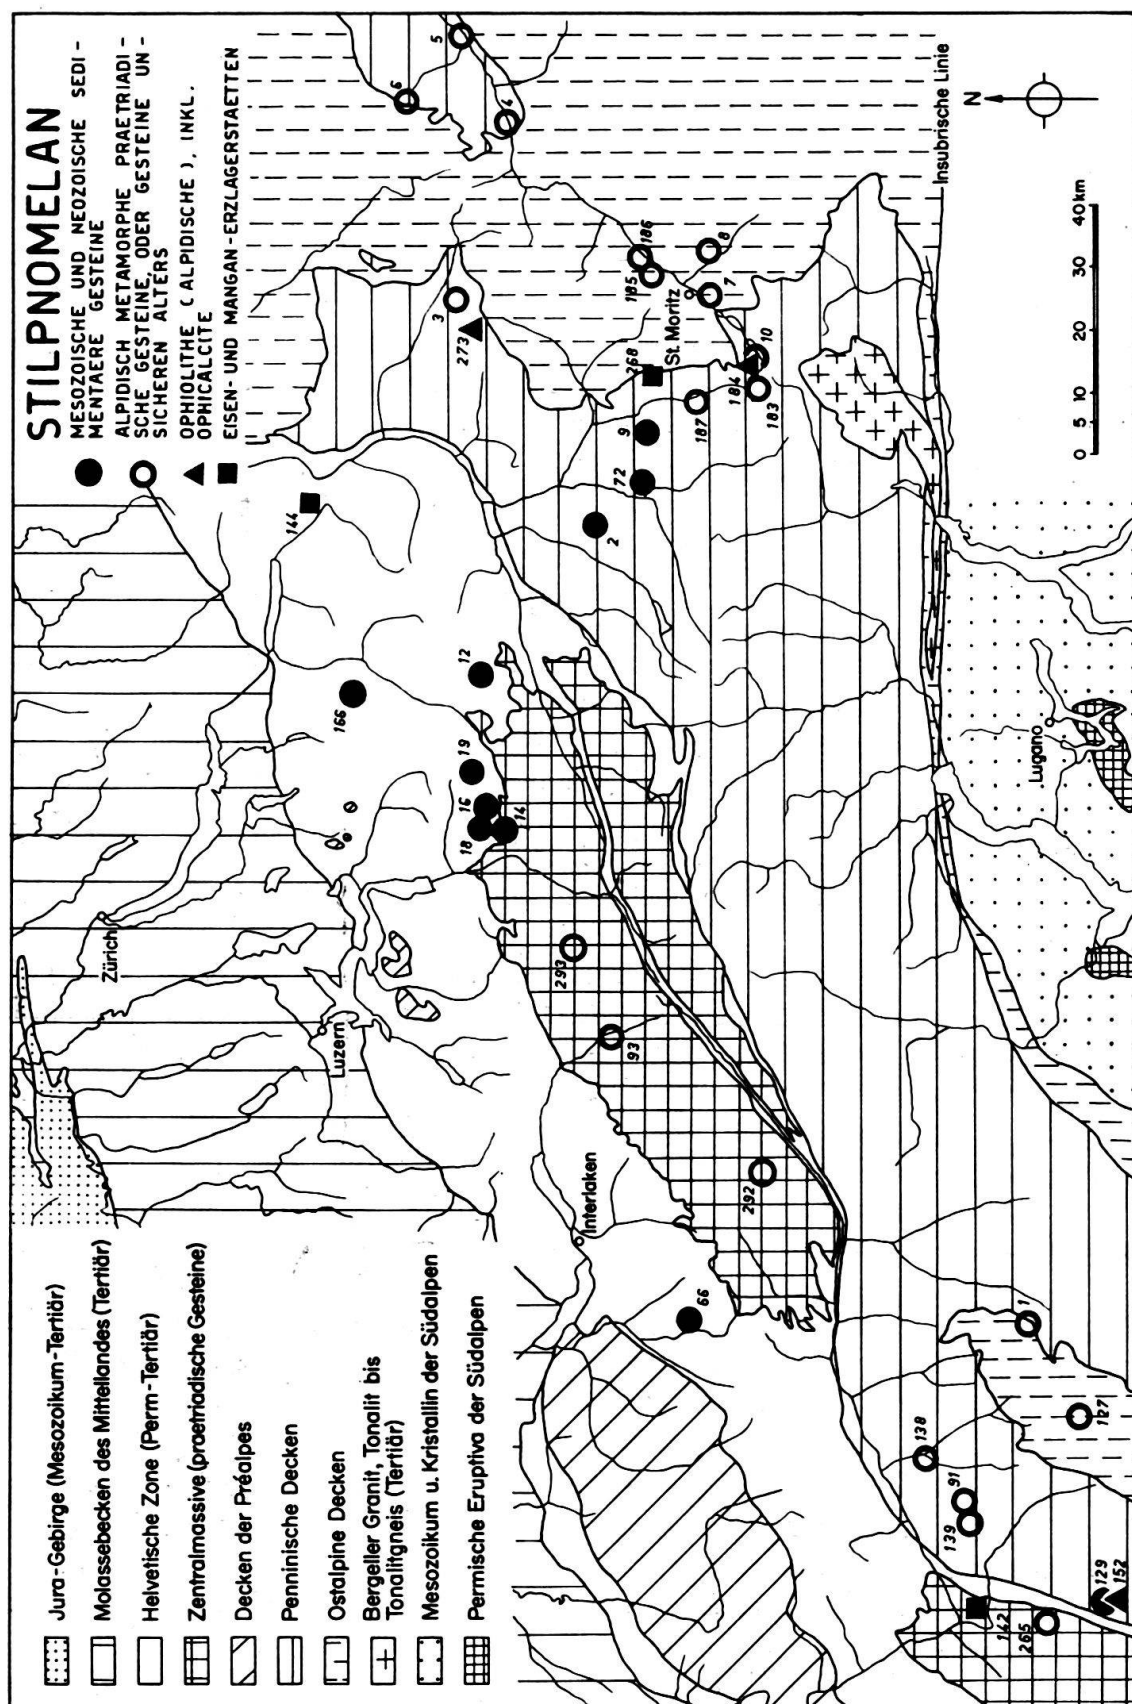 STILPNOMELAN
MESOZOISCHE UND NEOZOISCHE SEDI-
MENTAERE GESTEINE
ALPIDISCH METAMORPHE PRAETRIADI-
SCHE GESTEINE, ODER GESTEINE UN-
SICHEREN ALTERS
OPHIOLITHE (ALPIDISCHE), INKL.
OPHICALCITE
EISEN- UND MANGAN-ERZLAGERSTAETTEN
Jura-Gebirge (Mesozoikum-Tertiär)
Molassebecken des Mittellandes (Tertiär)
Helvetische Zone (Perm-Tertiär)
Zentralmassive (praetriadische Gesteine)
Decken der Préalpes
Penninische Decken
Ostalpine Decken
Bergeller Granit, Tonalit bis
Tonalitgneis (Tertiär)
Mesozoikum u. Kristallin der Südalpen
Permische Eruptiva der Südalpen
Zürich
Luzern
Interlaken
St. Moritz
Lugano
Insubrische Linie
N
0 5 10 20 30 40km
5
6
4
3
273
186
185
8
7
268
10
184
183
187
9
72
2
144
166
12
19
16
18
14
293
93
292
66
1
127
138
91
139
142
265
129
152